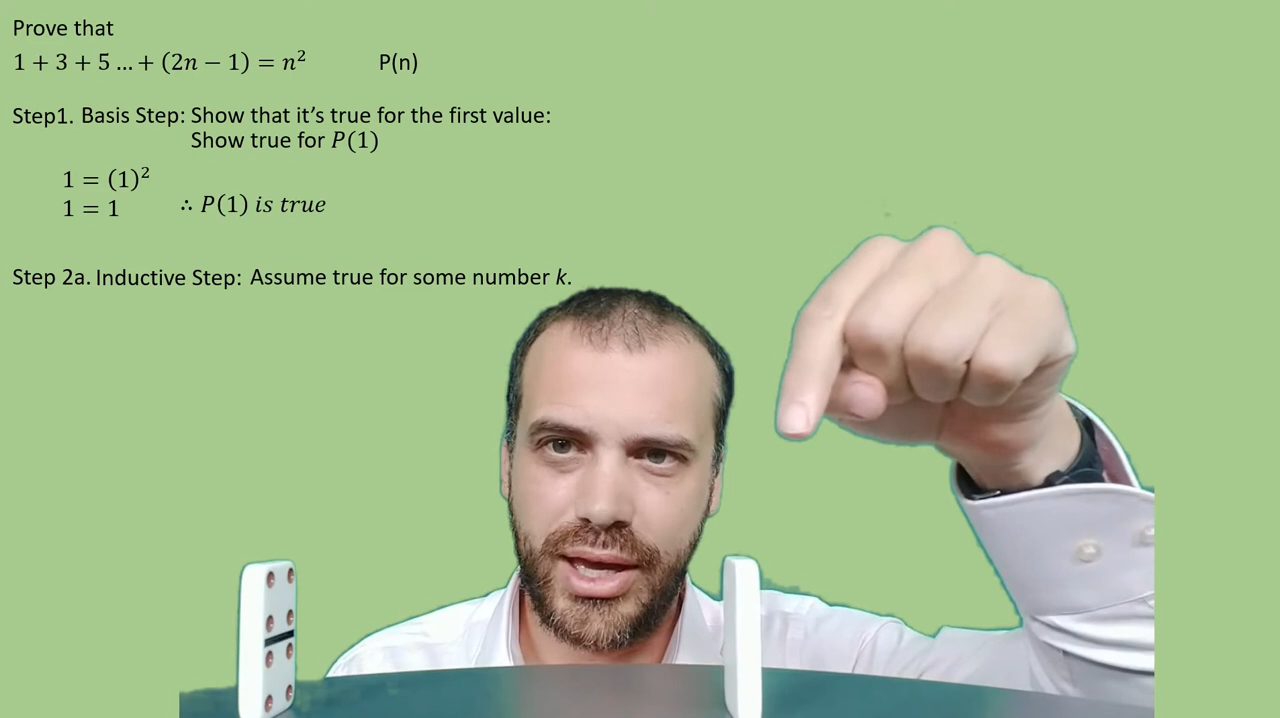 Prove that
1 + 3 + 5 … + (2n − 1) = n² P(n)
Step1. Basis Step: Show that it's true for the first value:
Show true for P(1)
1 = (1)²
1 = 1 ∴ P(1) is true
Step 2a. Inductive Step: Assume true for some number k.